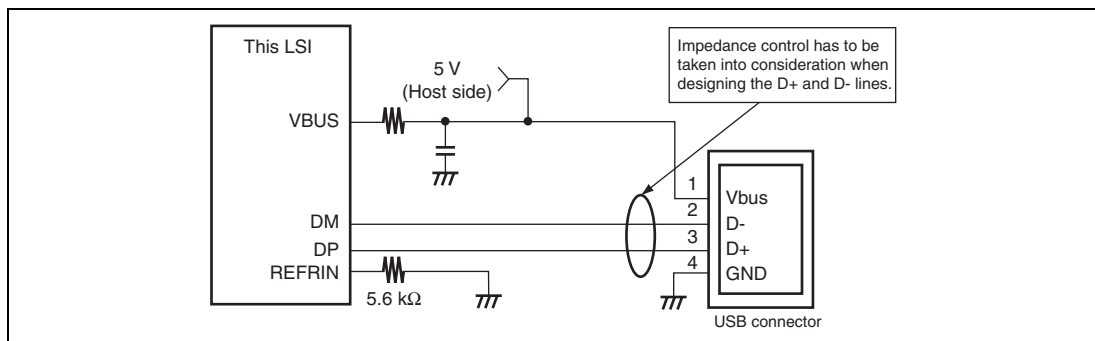 This LSI
Impedance control has to be
taken into consideration when
designing the D+ and D- lines.
5 V
(Host side)
VBUS
1
Vbus
2
DM
D-
3
DP
D+
4
REFRIN
GND
5.6 kΩ
USB connector